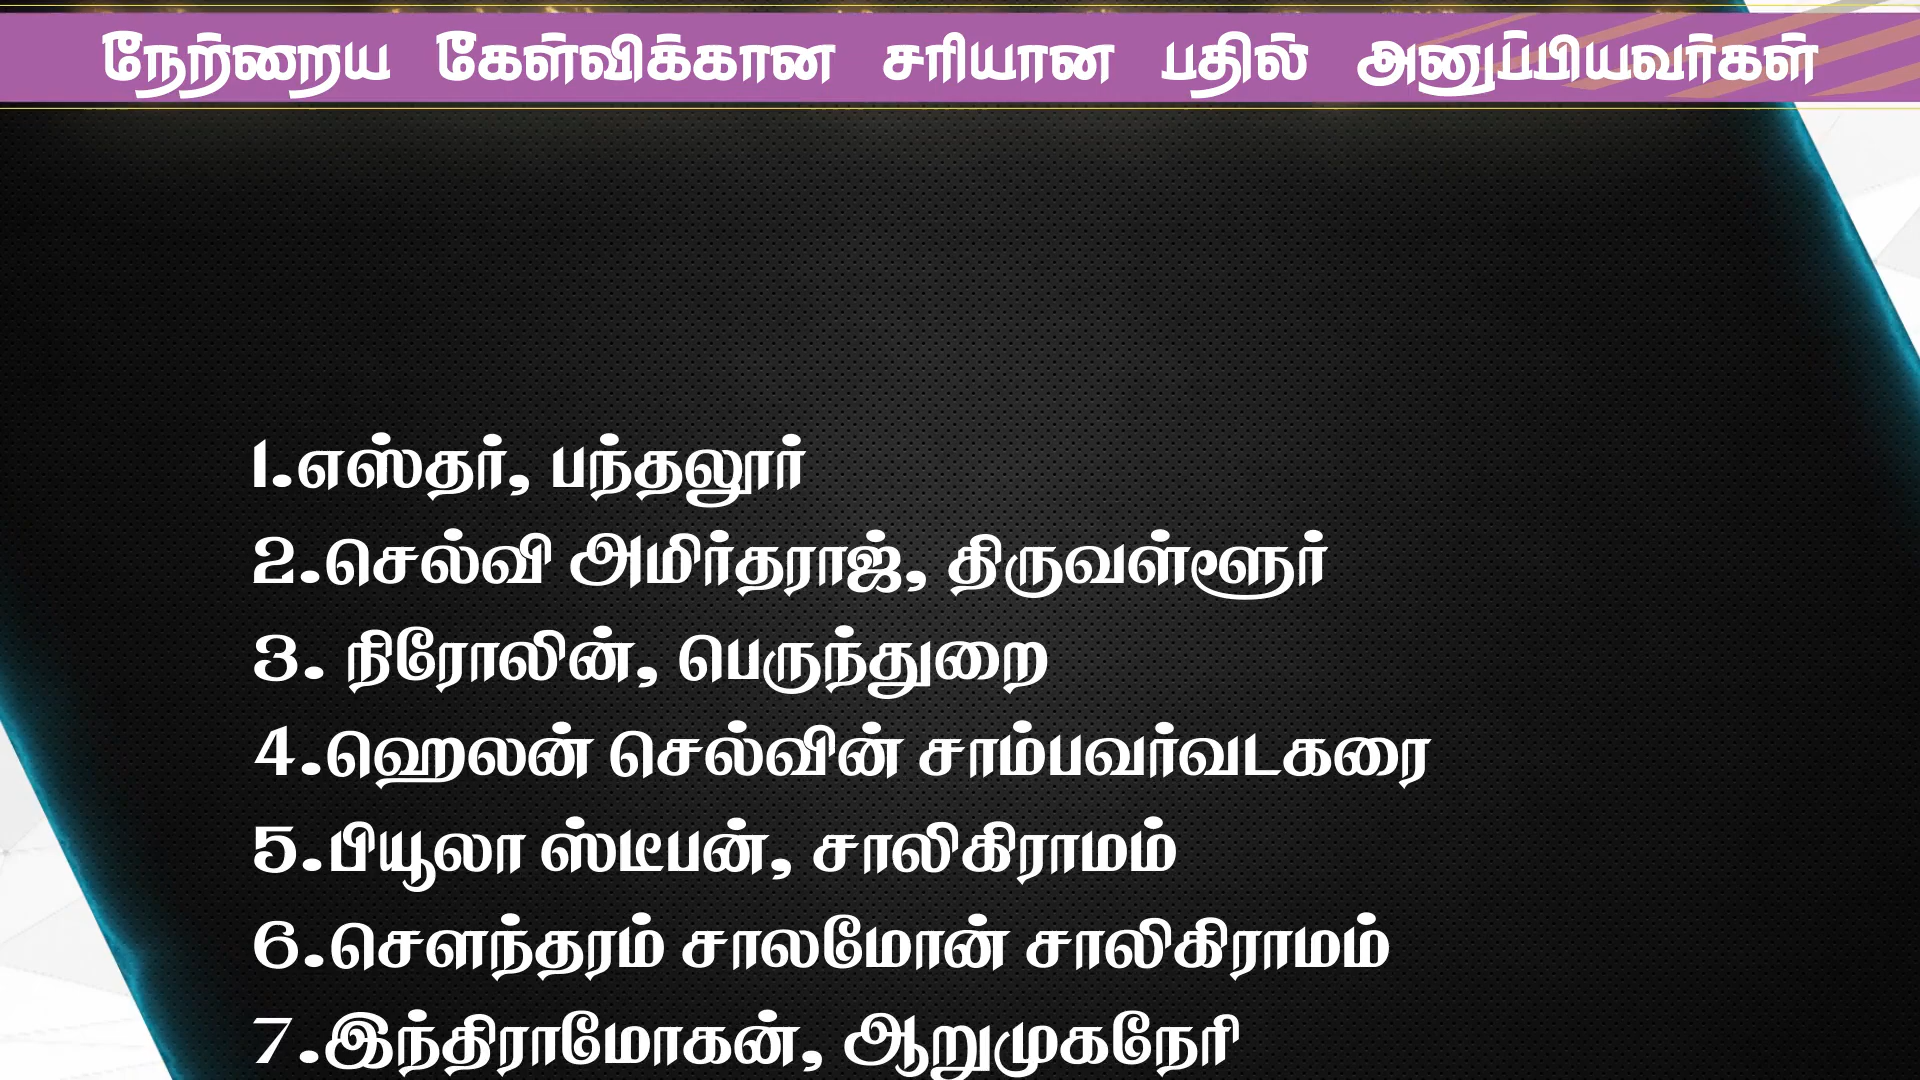 நேற்றைய கேள்விக்கான சரியான பதில் அனுப்பியவர்கள்
1.எஸ்தர், பந்தலூர்
2.செல்வி அமிர்தராஜ், திருவள்ளூர்
3. நிரோலின், பெருந்துறை
4.ஹெலன் செல்வின் சாம்பவர்வடகரை
5.பியூலா ஸ்டீபன், சாலிகிராமம்
6.சௌந்தரம் சாலமோன் சாலிகிராமம்
7.இந்திராமோகன், ஆறுமுகநேரி